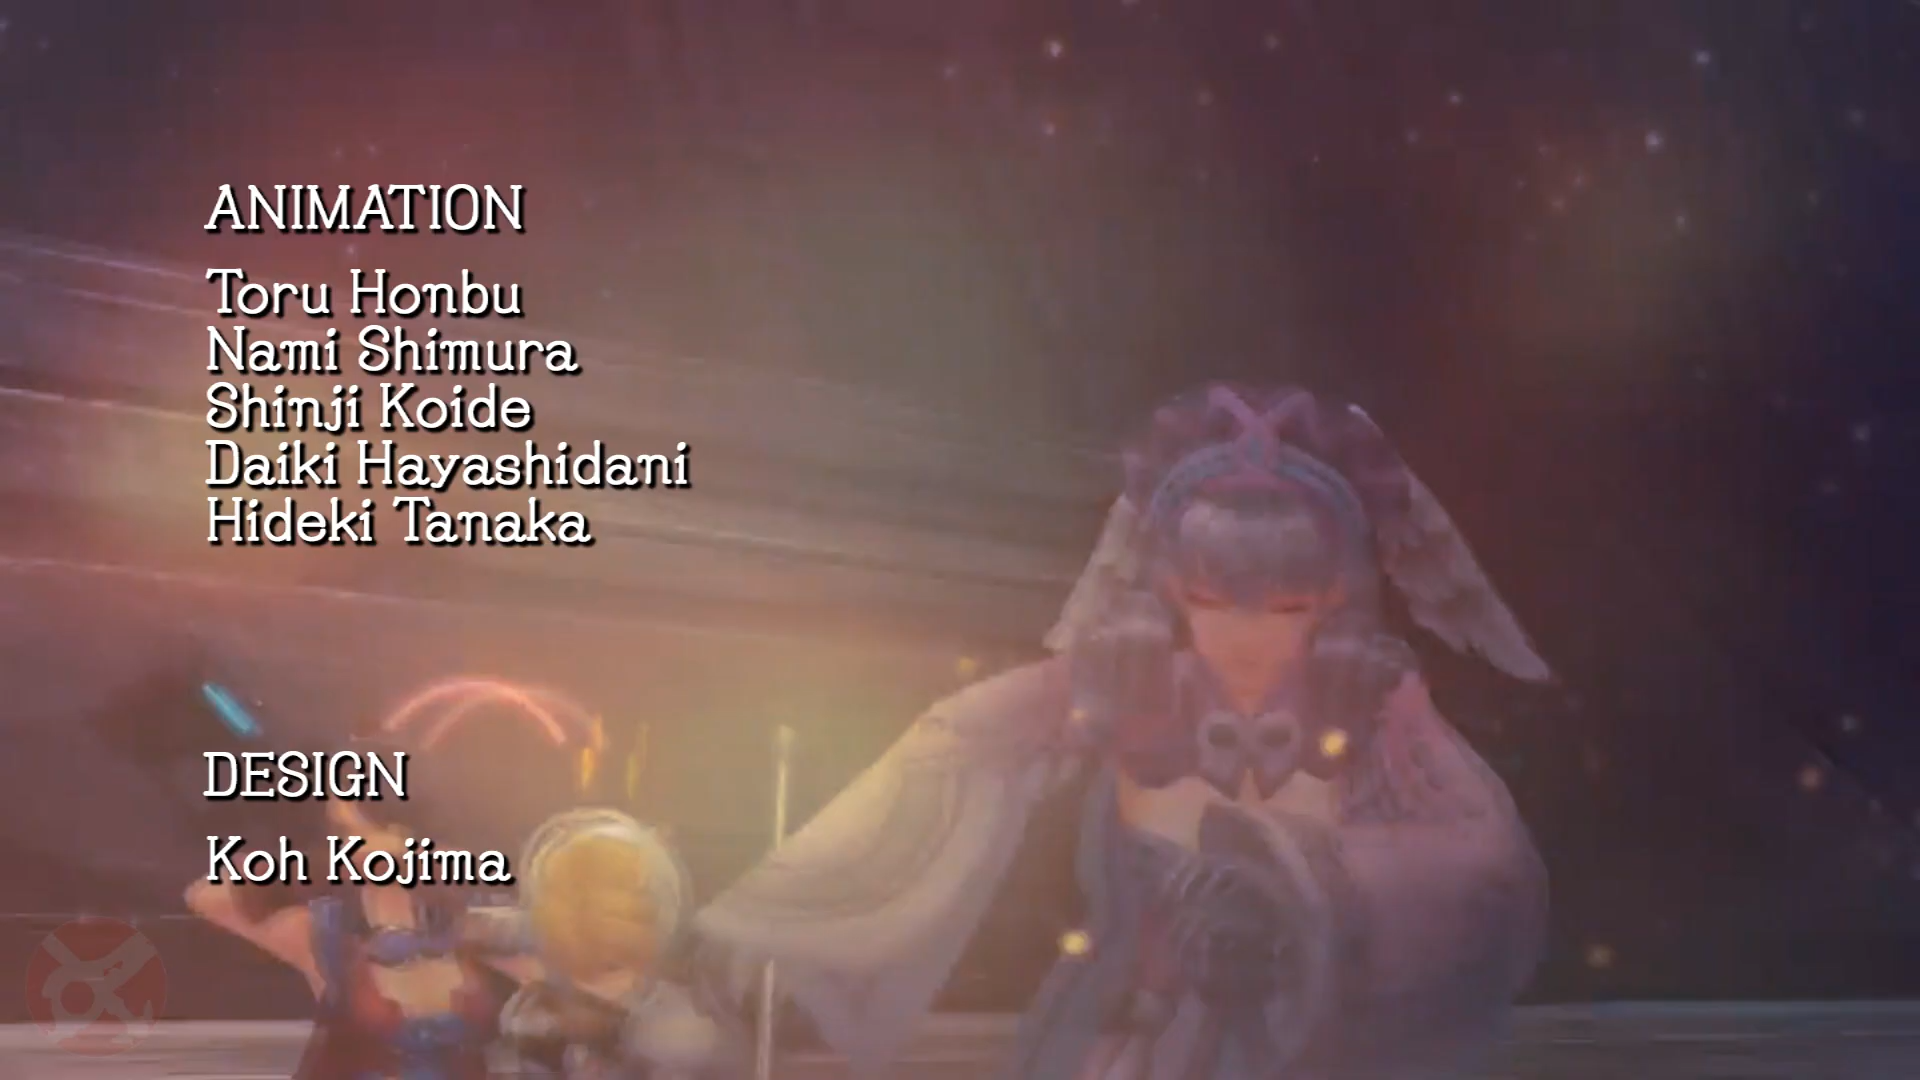 ANIMATION
Toru Honbu
Nami Shimura
Shinji Koide
Daiki Hayashidani
Hideki Tanaka
DESIGN
Koh Kojima